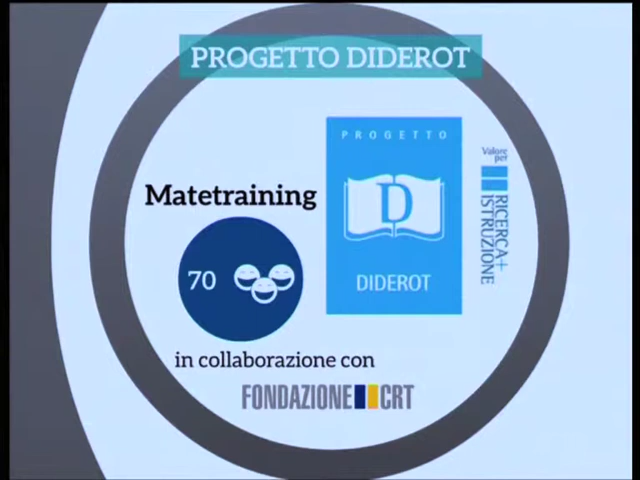 PROGETTO DIDEROT
PROGETTO
D
DIDEROT
Valore
per
RICERCA+
ISTRUZIONE
Matetraining
70
in collaborazione con
FONDAZIONE CRT